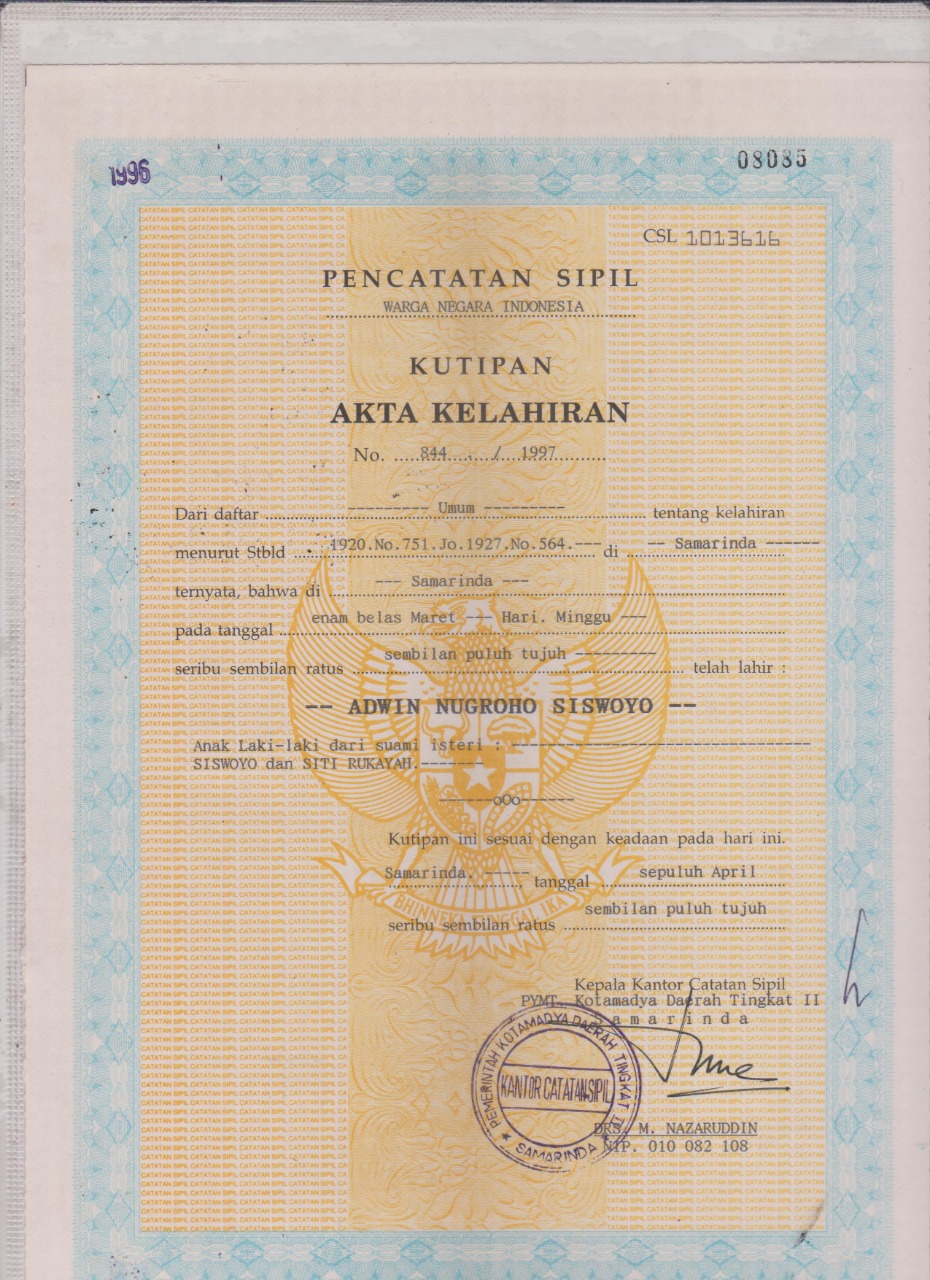 1996
08085
CSL 1013616
PENCATATAN SIPIL
WARGA NEGARA INDONESIA
KUTIPAN
AKTA KELAHIRAN
No. ....844...../...1997..........
Dari daftar --------- Umum --------- tentang kelahiran
menurut Stbld 1920.No.751.Jo.1927,No.564.--- di -- Samarinda ------
ternyata, bahwa di --- Samarinda ---
pada tanggal enam belas Maret --- Hari. Minggu ---
seribu sembilan ratus sembilan puluh tujuh --------- telah lahir :
-- ADWIN NUGROHO SISWOYO --
Anak Laki-laki dari suami isteri : ----------------------------------
SISWOYO dan SITI RUKAYAH.-------
------oOo------
Kutipan ini sesuai dengan keadaan pada hari ini.
Samarinda. -----, tanggal sepuluh April
seribu sembilan ratus sembilan puluh tujuh
BHINNEKA TUNGGAL IKA
Kepala Kantor Catatan Sipil
PYMT. Kotamadya Daerah Tingkat II
S a m a r i n d a
PEMERINTAH KOTAMADYA DAERAH TINGKAT II
KANTOR CATATAN SIPIL
SAMARINDA
DRS. M. NAZARUDDIN
NIP. 010 082 108